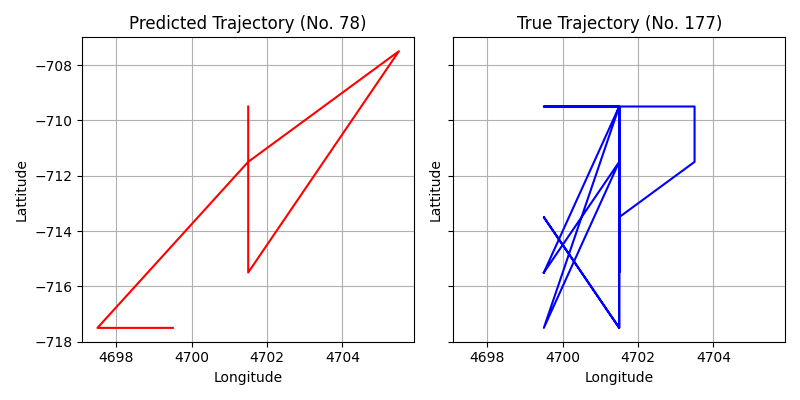 Predicted Trajectory (No. 78)
True Trajectory (No. 177)
−708
−710
−712
−714
−716
−718
Lattitude
Lattitude
4698 4700 4702 4704
4698 4700 4702 4704
Longitude
Longitude